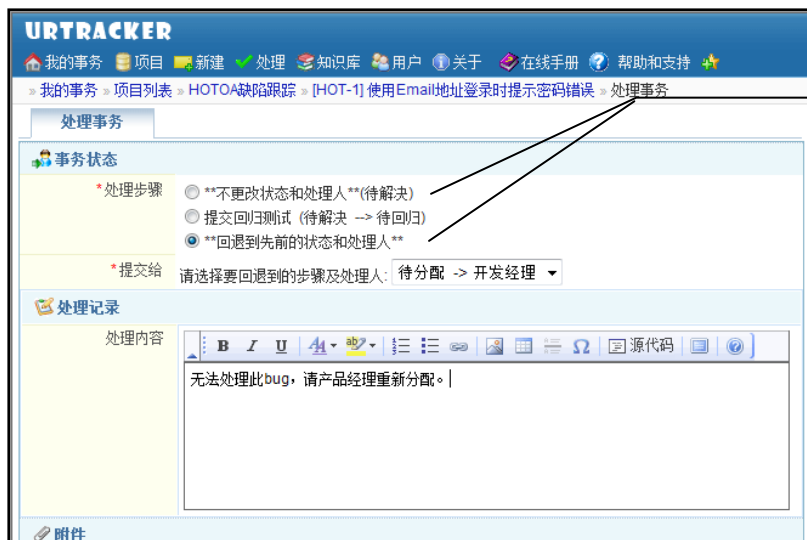 URTRACKER
我的事务 项目 新建 处理 知识库 用户 关于 在线手册 帮助和支持
» 我的事务 » 项目列表 » HOTOA缺陷跟踪 » [HOT-1] 使用Email地址登录时提示密码错误 » 处理事务
处理事务
事务状态
*处理步骤
**不更改状态和处理人**(待解决)
提交回归测试 (待解决 --> 待回归)
**回退到先前的状态和处理人**
*提交给 请选择要回退到的步骤及处理人: 待分配 -> 开发经理
处理记录
处理内容
B I U 源代码
无法处理此bug，请产品经理重新分配。
附件